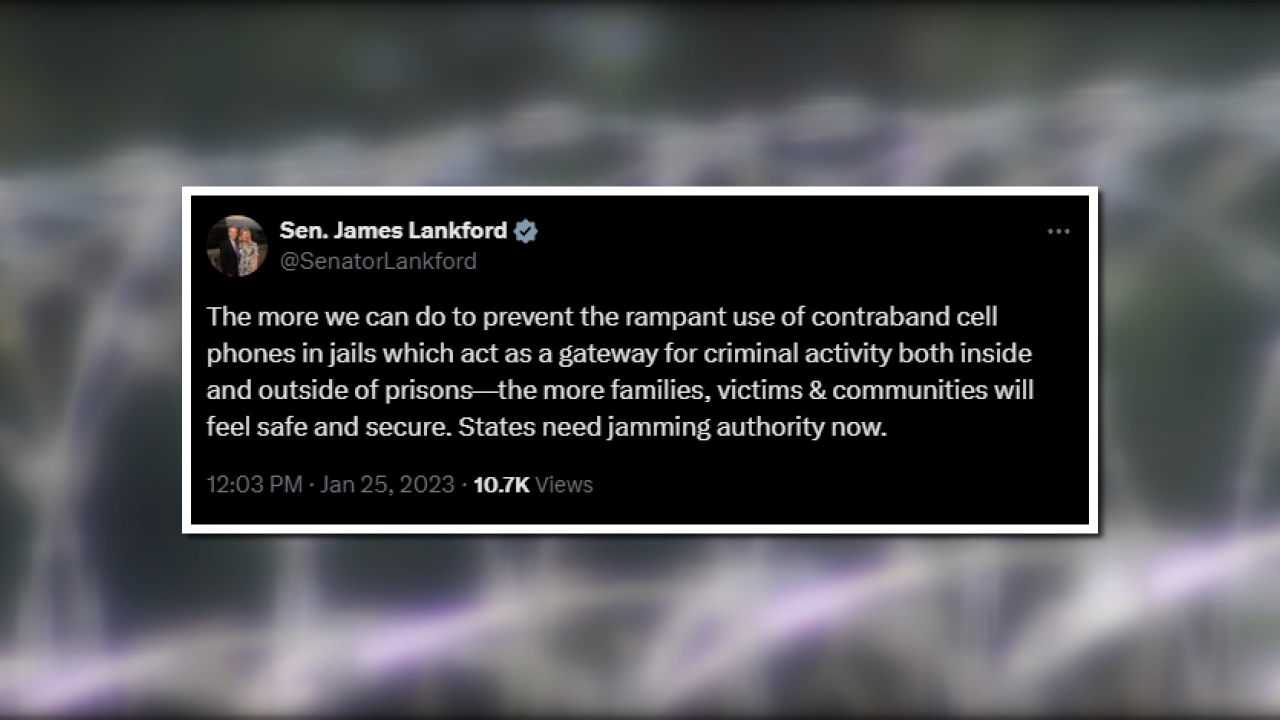 Sen. James Lankford
@SenatorLankford
The more we can do to prevent the rampant use of contraband cell
phones in jails which act as a gateway for criminal activity both inside
and outside of prisons—the more families, victims & communities will
feel safe and secure. States need jamming authority now.
12:03 PM · Jan 25, 2023 · 10.7K Views